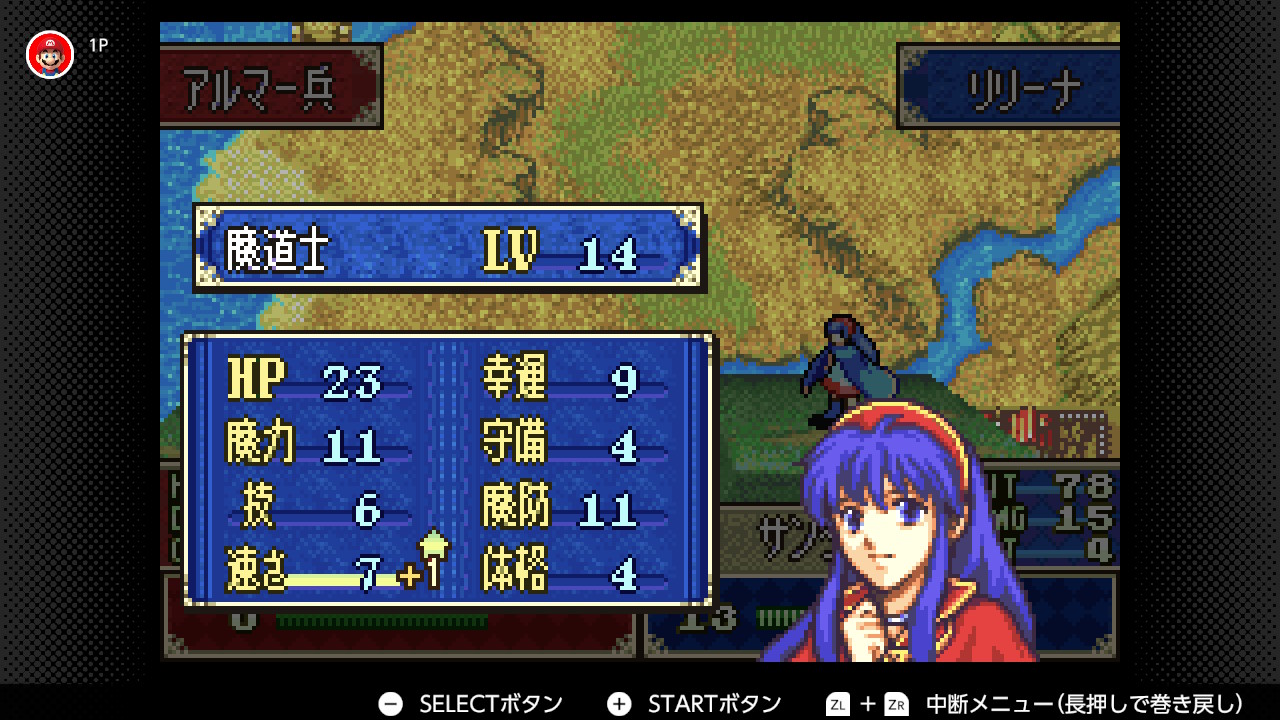 1P
アルマー兵
リリーナ
魔道士 LV 14
HP 23 幸運 9
魔力 11 守備 4
技 6 魔防 11
速さ 7 +1 体格 4
78
サン
15
4
0
13
SELECTボタン STARTボタン ZL + ZR 中断メニュー(長押しで巻き戻し)